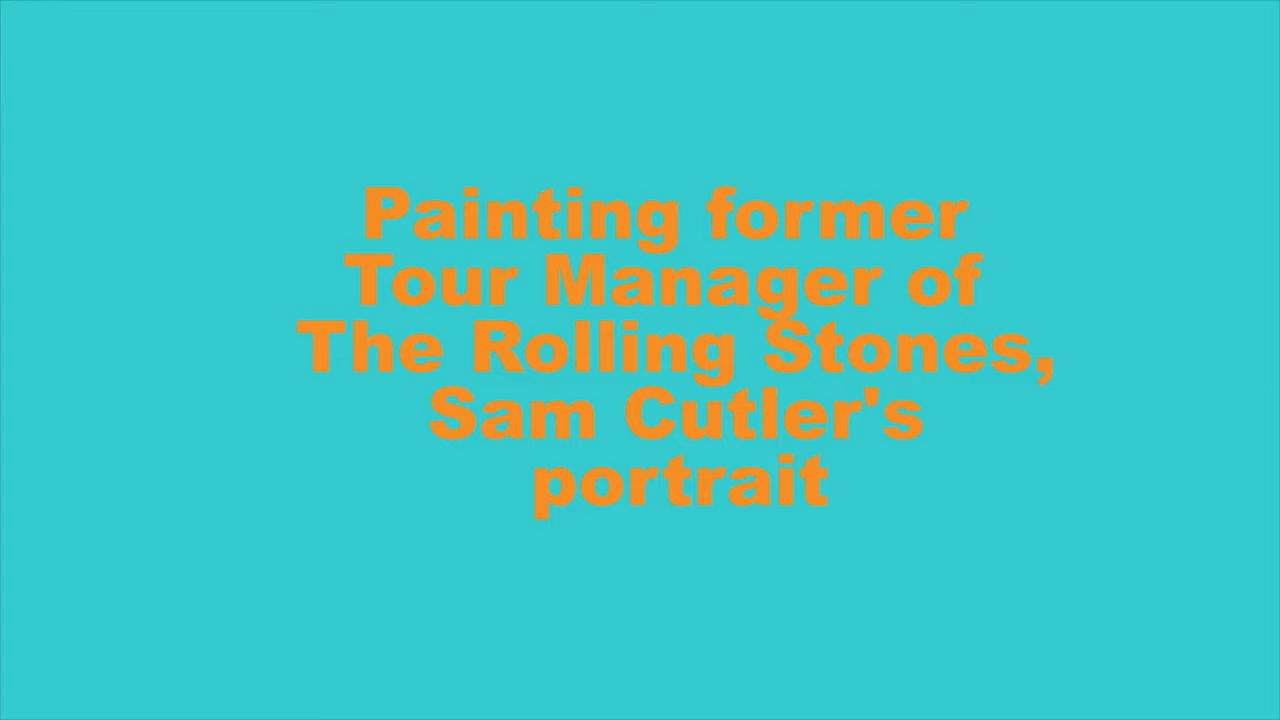 Painting former
Tour Manager of
The Rolling Stones,
Sam Cutler's
portrait